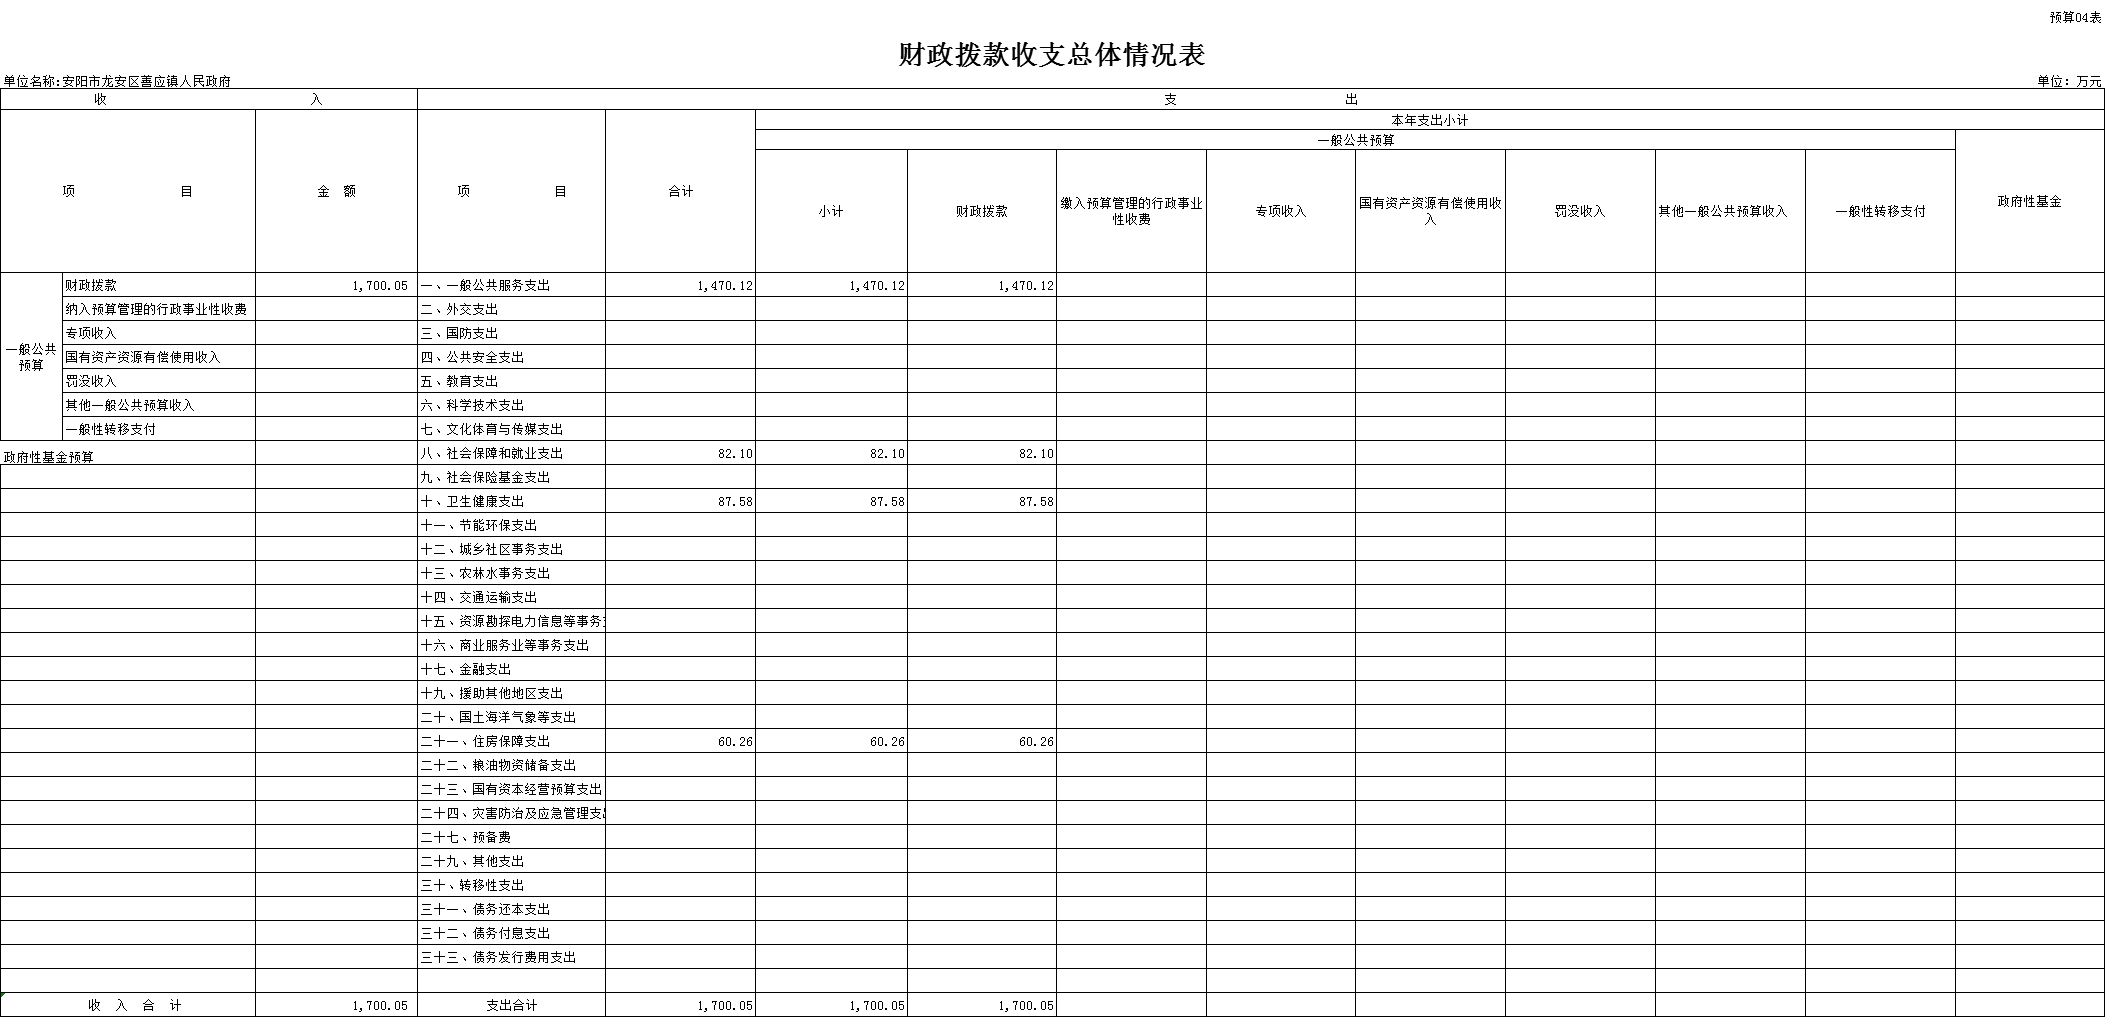 预算04表
财政拨款收支总体情况表
单位名称:安阳市龙安区善应镇人民政府 单位：万元
收 入 支 出
项 目 金 额 项 目 合计 本年支出小计
一般公共预算 政府性基金
小计 财政拨款 缴入预算管理的行政事业性收费 专项收入 国有资产资源有偿使用收入 罚没收入 其他一般公共预算收入 一般性转移支付
一般公共预算
财政拨款 1,700.05 一、一般公共服务支出 1,470.12 1,470.12 1,470.12
纳入预算管理的行政事业性收费 二、外交支出
专项收入 三、国防支出
国有资产资源有偿使用收入 四、公共安全支出
罚没收入 五、教育支出
其他一般公共预算收入 六、科学技术支出
一般性转移支付 七、文化体育与传媒支出
政府性基金预算 八、社会保障和就业支出 82.10 82.10 82.10
九、社会保险基金支出
十、卫生健康支出 87.58 87.58 87.58
十一、节能环保支出
十二、城乡社区事务支出
十三、农林水事务支出
十四、交通运输支出
十五、资源勘探电力信息等事务
十六、商业服务业等事务支出
十七、金融支出
十九、援助其他地区支出
二十、国土海洋气象等支出
二十一、住房保障支出 60.26 60.26 60.26
二十二、粮油物资储备支出
二十三、国有资本经营预算支出
二十四、灾害防治及应急管理支
二十七、预备费
二十九、其他支出
三十、转移性支出
三十一、债务还本支出
三十二、债务付息支出
三十三、债务发行费用支出
收 入 合 计 1,700.05 支出合计 1,700.05 1,700.05 1,700.05